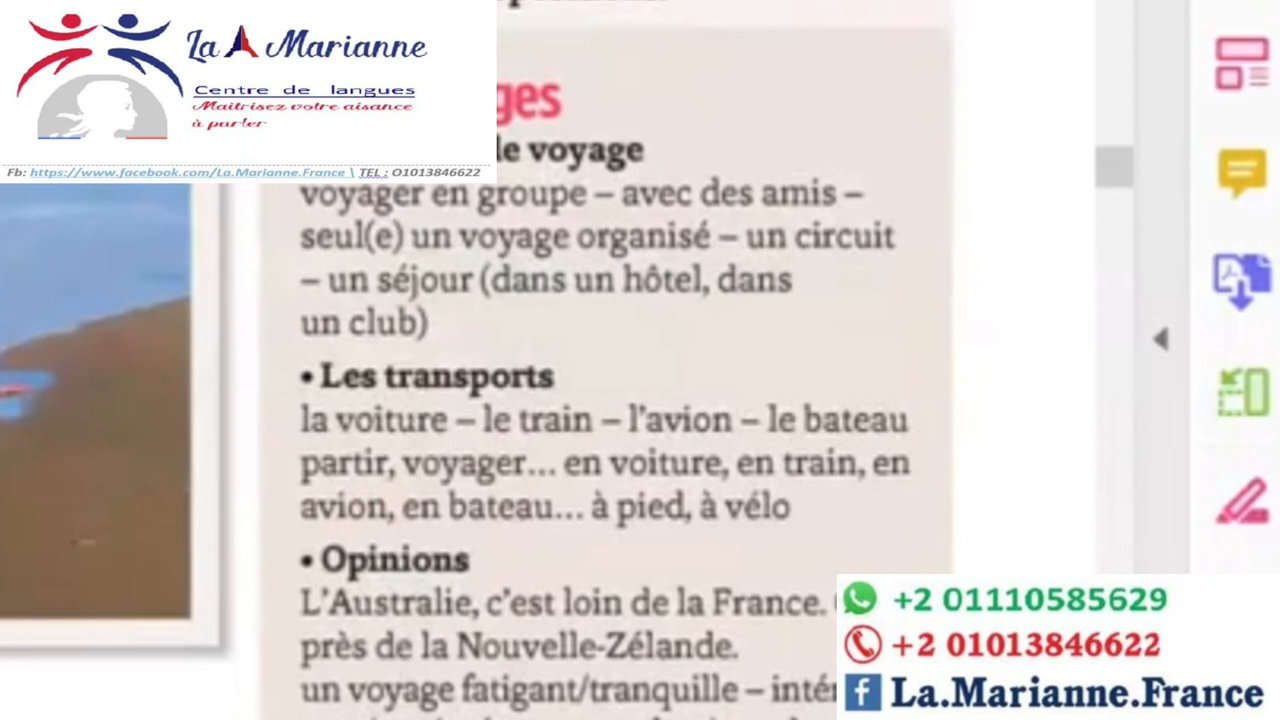 La Marianne
Centre de langues
Maitrisez votre aisance
à parler
Fb: https://www.facebook.com/La.Marianne.France \ TEL : O1013846622
ges
le voyage
voyager en groupe – avec des amis –
seul(e) un voyage organisé – un circuit
– un séjour (dans un hôtel, dans
un club)
• Les transports
la voiture – le train – l'avion – le bateau
partir, voyager... en voiture, en train, en
avion, en bateau... à pied, à vélo
• Opinions
L'Australie, c'est loin de la France.
près de la Nouvelle-Zélande.
un voyage fatigant/tranquille – inté
+2 01110585629
+2 01013846622
La.Marianne.France